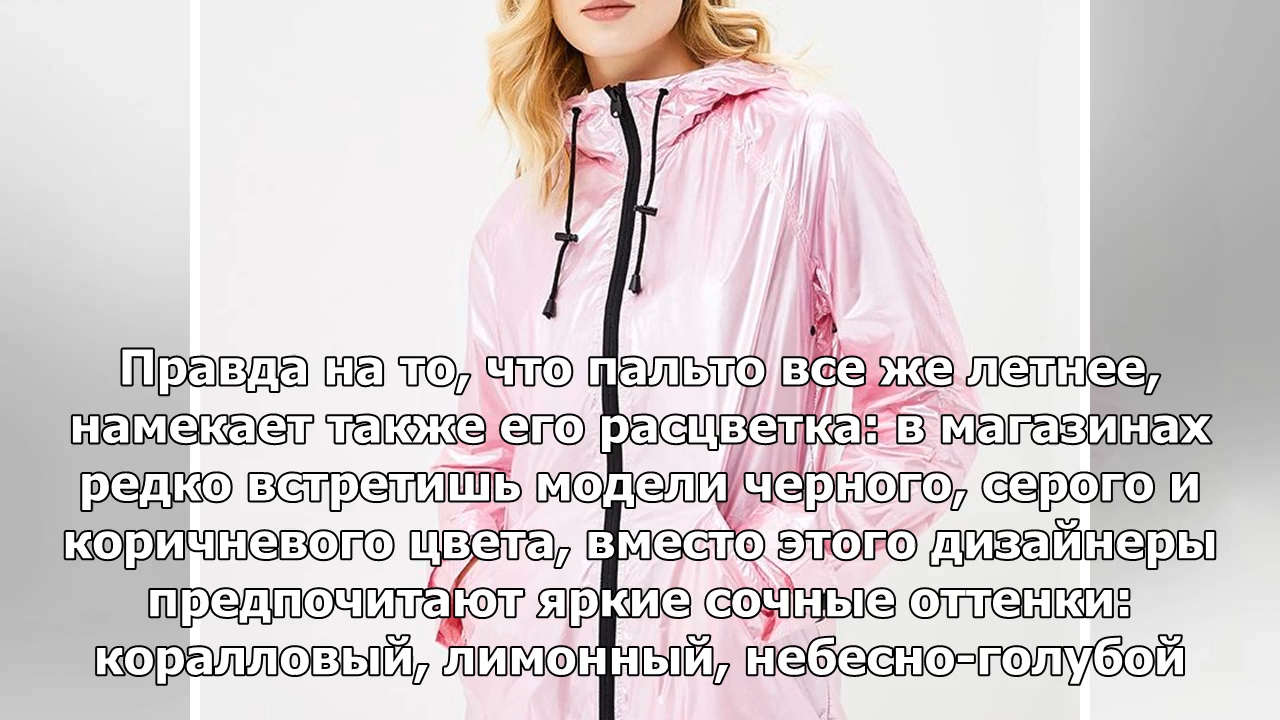 Правда на то, что пальто все же летнее,
намекает также его расцветка: в магазинах
редко встретишь модели черного, серого и
коричневого цвета, вместо этого дизайнеры
предпочитают яркие сочные оттенки:
коралловый, лимонный, небесно-голубой